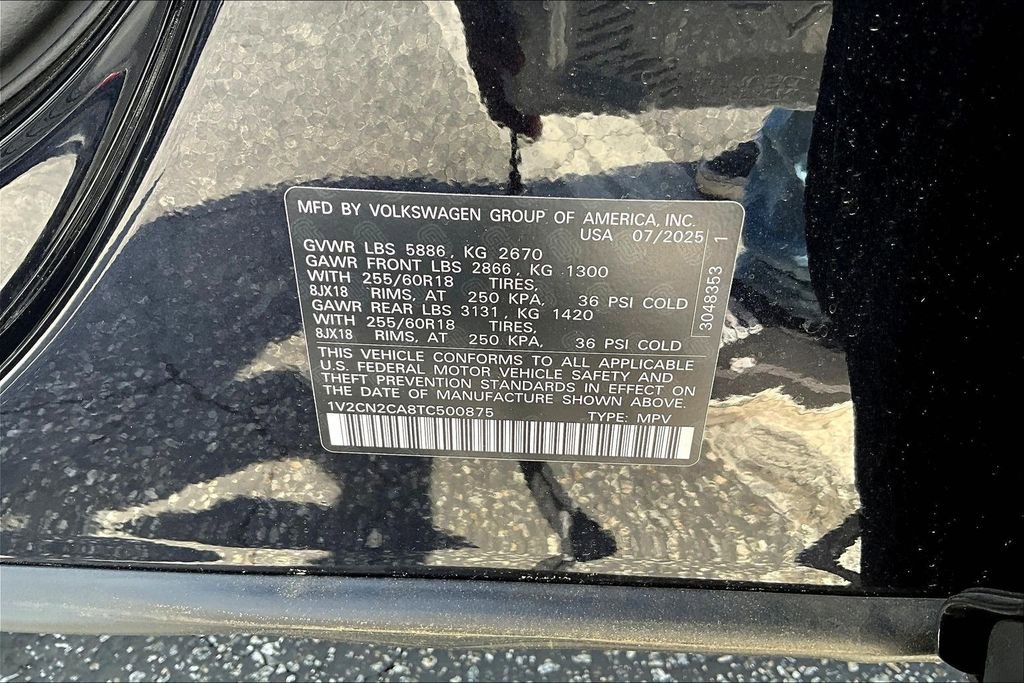 MFD BY VOLKSWAGEN GROUP OF AMERICA, INC.
USA 07/2025
GVWR LBS 5886, KG 2670
GAWR FRONT LBS 2866, KG 1300
WITH 255/60R18 TIRES,
8JX18 RIMS, AT 250 KPA, 36 PSI COLD
GAWR REAR LBS 3131, KG 1420
WITH 255/60R18 TIRES,
8JX18 RIMS, AT 250 KPA, 36 PSI COLD
3048353 1
THIS VEHICLE CONFORMS TO ALL APPLICABLE
U.S. FEDERAL MOTOR VEHICLE SAFETY AND
THEFT PREVENTION STANDARDS IN EFFECT ON
THE DATE OF MANUFACTURE SHOWN ABOVE.
1V2CN2CA8TC500875 TYPE: MPV